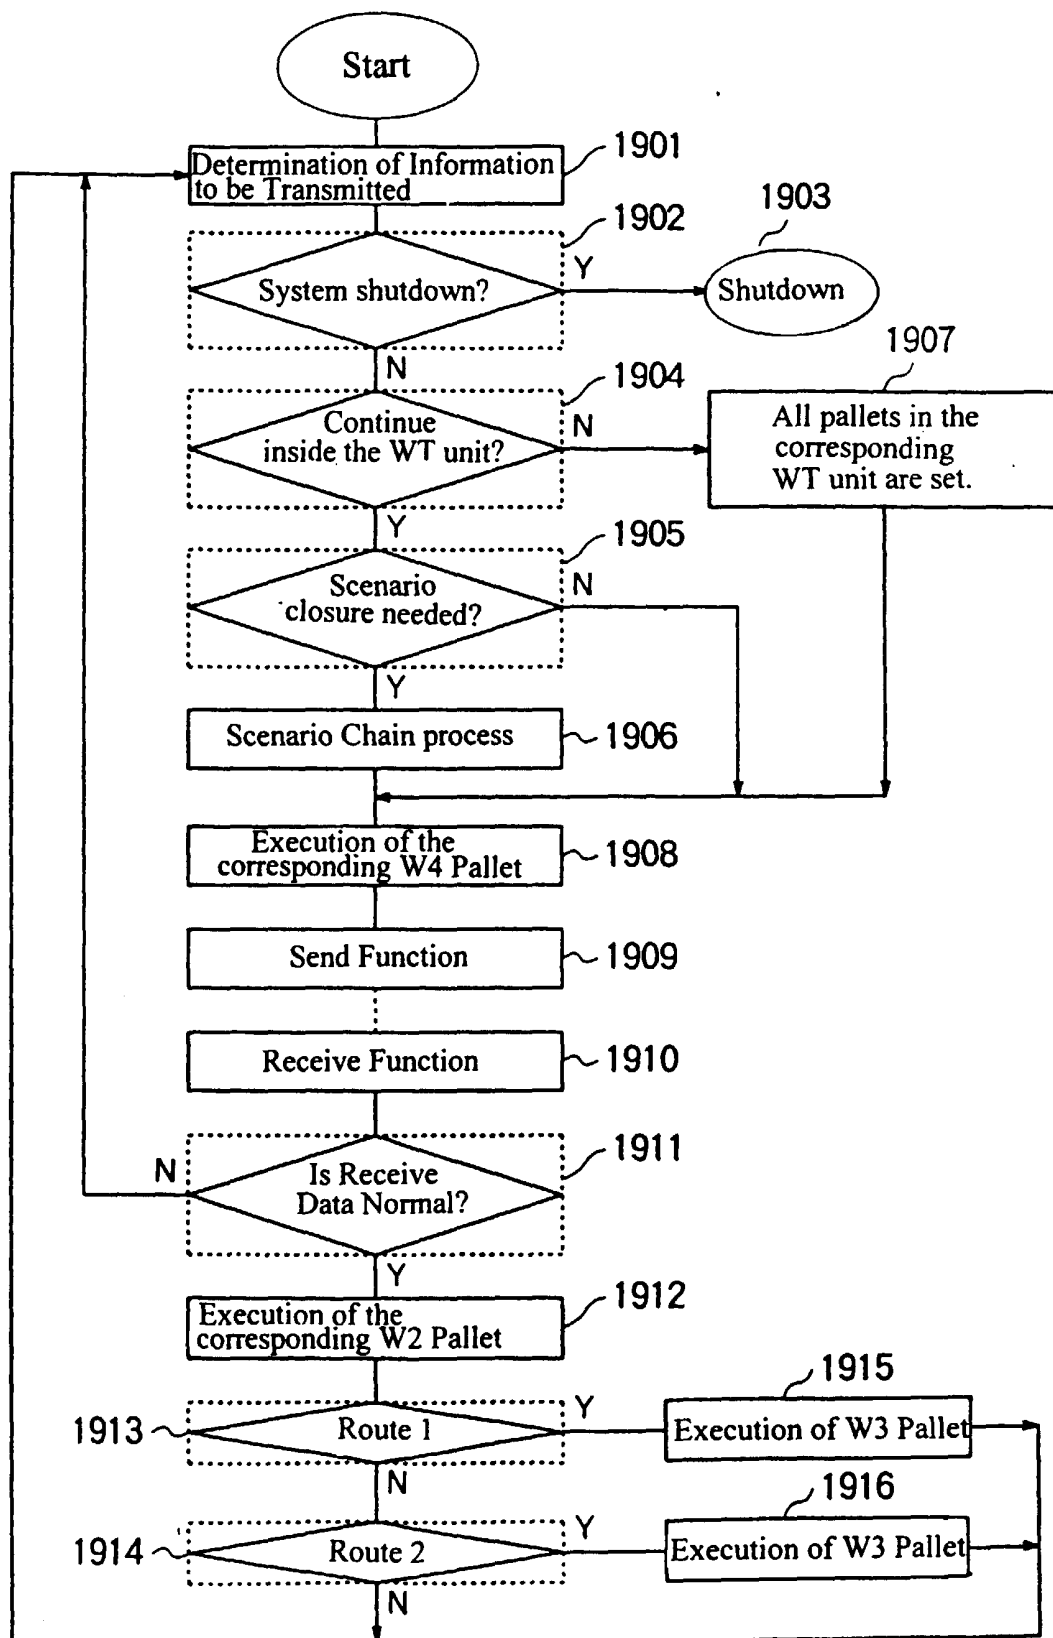 Start
1901
Determination of Information
to be Transmitted
1902
1903
System shutdown?
Y
Shutdown
N
1904
1907
Continue
inside the WT unit?
N
All pallets in the
corresponding
WT unit are set.
Y
1905
Scenario
closure needed?
N
Y
Scenario Chain process
1906
Execution of the
corresponding W4 Pallet
1908
Send Function
1909
Receive Function
1910
1911
N
Is Receive
Data Normal?
Y
1912
Execution of the
corresponding W2 Pallet
1915
1913
Route 1
Y
Execution of W3 Pallet
N
1916
1914
Route 2
Y
Execution of W3 Pallet
N